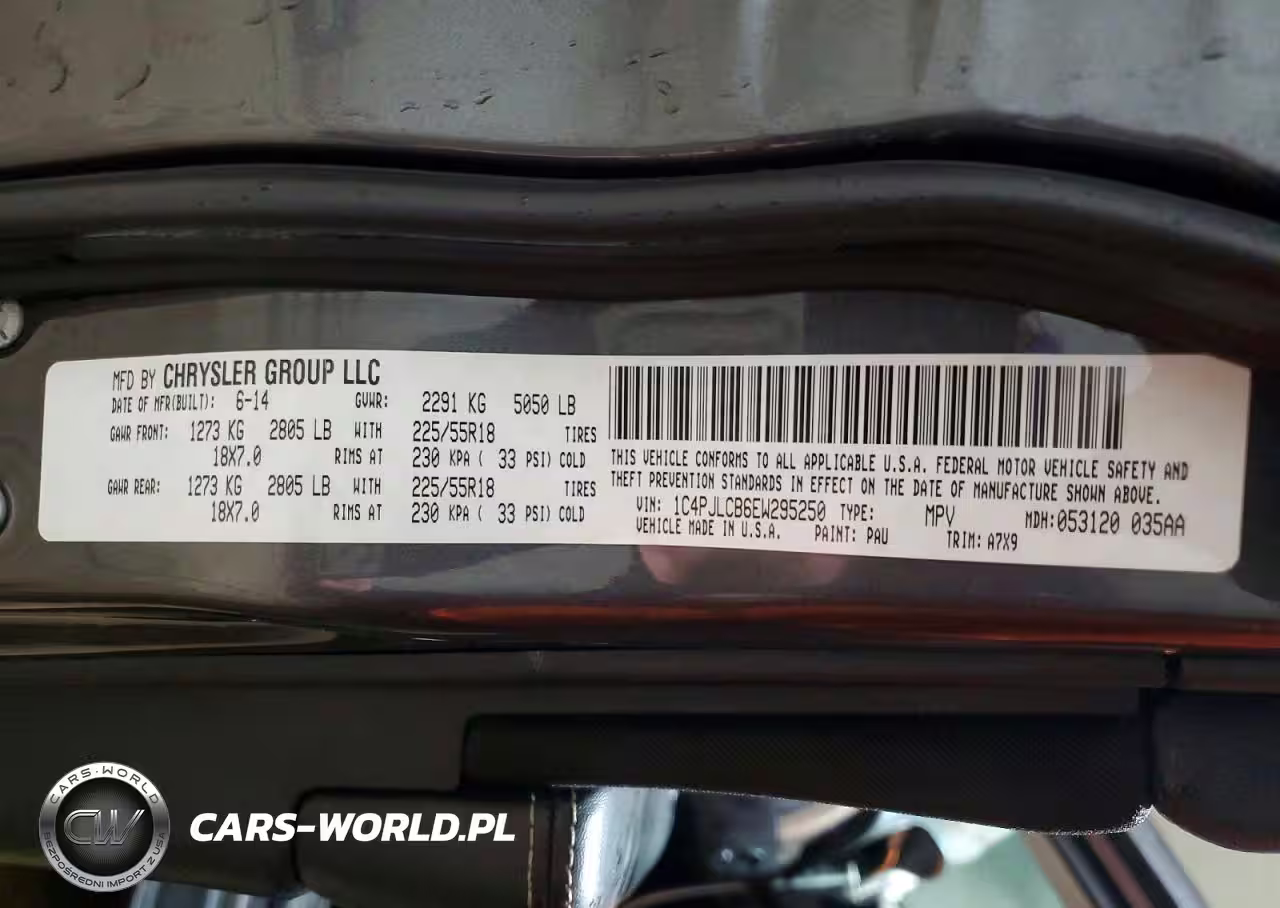 MFD BY CHRYSLER GROUP LLC
DATE OF MFR(BUILT): 6-14 GVWR: 2291 KG 5050 LB
GAWR FRONT: 1273 KG 2805 LB WITH 225/55R18 TIRES
18X7.0 RIMS AT 230 KPA ( 33 PSI) COLD
GAWR REAR: 1273 KG 2805 LB WITH 225/55R18 TIRES
18X7.0 RIMS AT 230 KPA ( 33 PSI) COLD
THIS VEHICLE CONFORMS TO ALL APPLICABLE U.S.A. FEDERAL MOTOR VEHICLE SAFETY AND
THEFT PREVENTION STANDARDS IN EFFECT ON THE DATE OF MANUFACTURE SHOWN ABOVE.
VIN: 1C4PJLCB6EW295250 TYPE: MPV MDH:053120 035AA
VEHICLE MADE IN U.S.A. PAINT: PAU TRIM: A7X9
CARS-WORLD
CW
BEZPOŚREDNI IMPORT Z USA
CARS-WORLD.PL